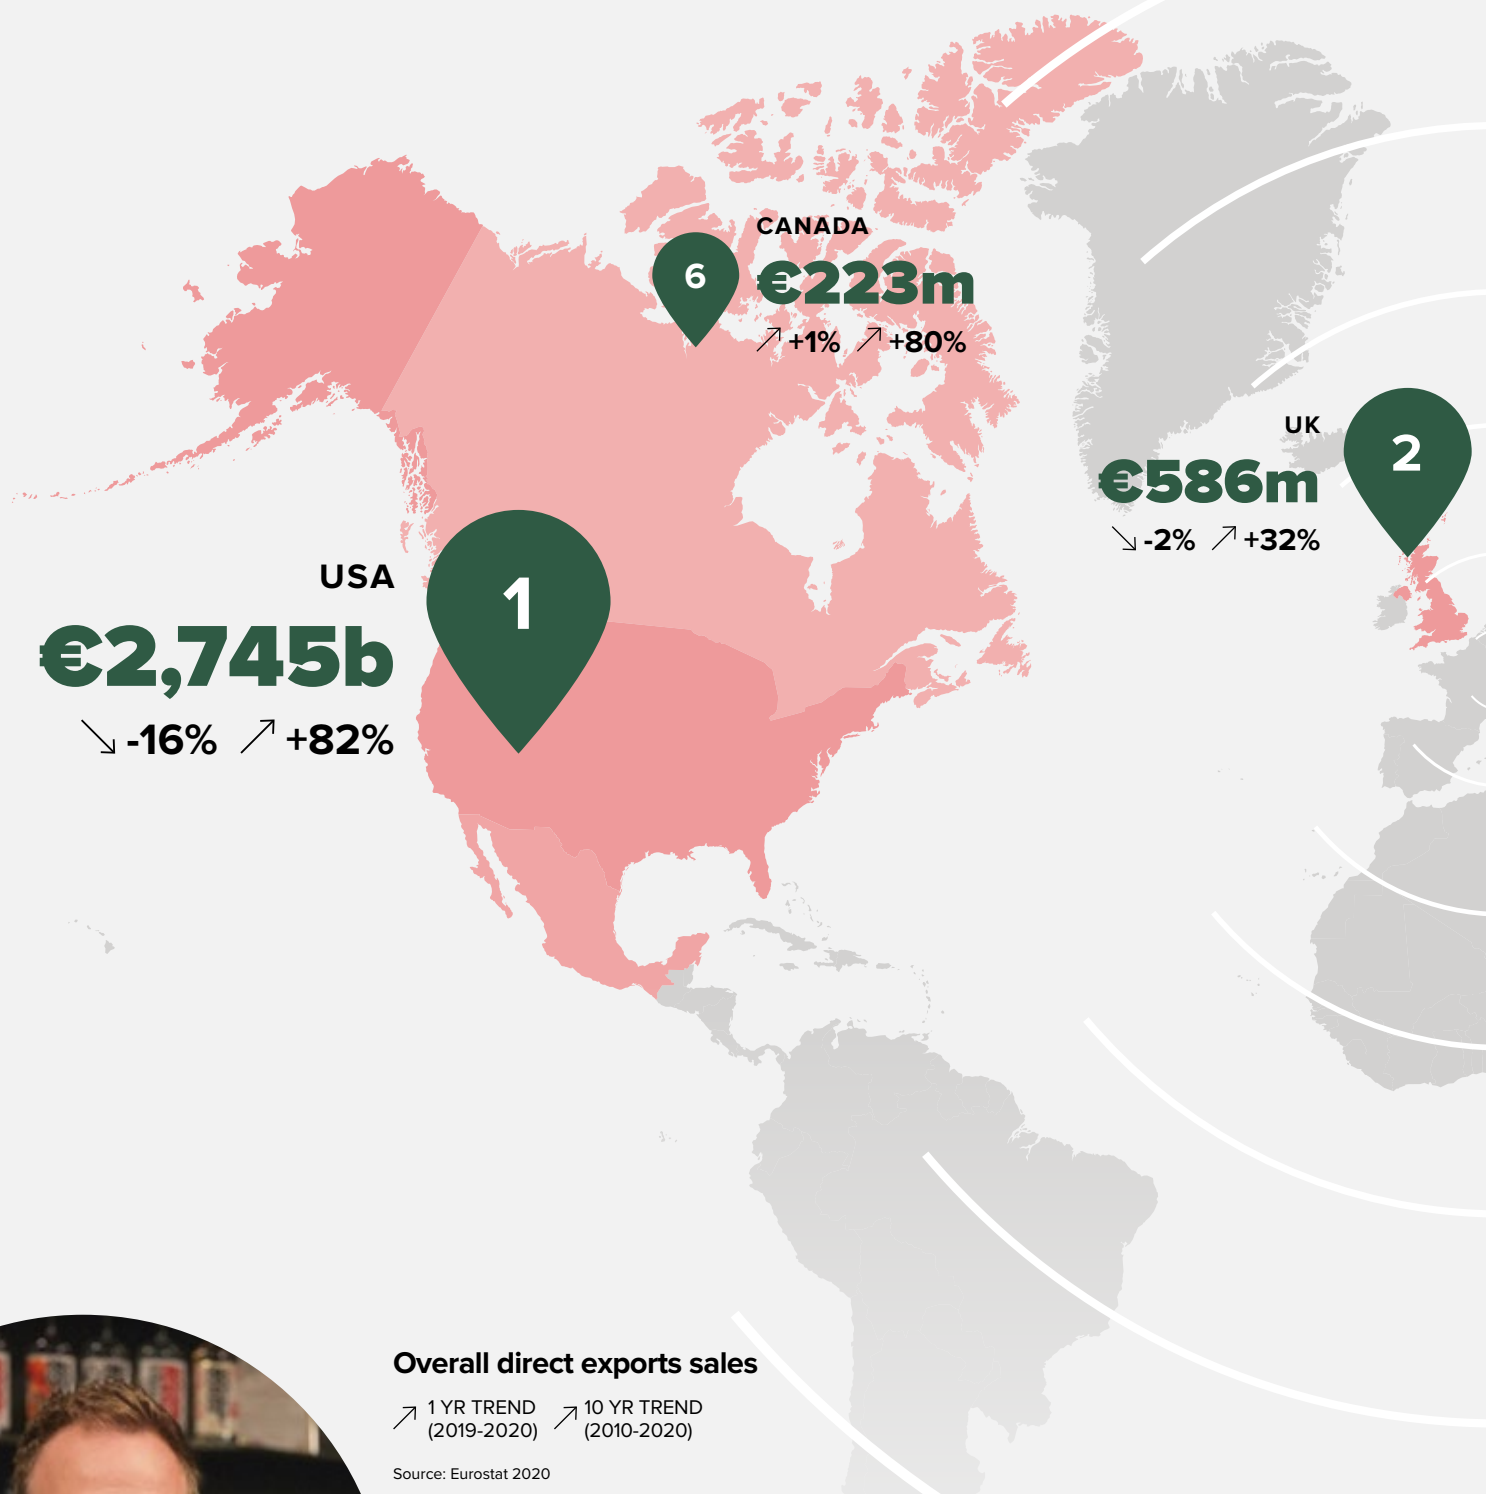 CANADA
6
€223m
+1% +80%
UK
2
€586m
-2% +32%
USA
1
€2,745b
-16% +82%
Overall direct exports sales
1 YR TREND
(2019-2020)
10 YR TREND
(2010-2020)
Source: Eurostat 2020